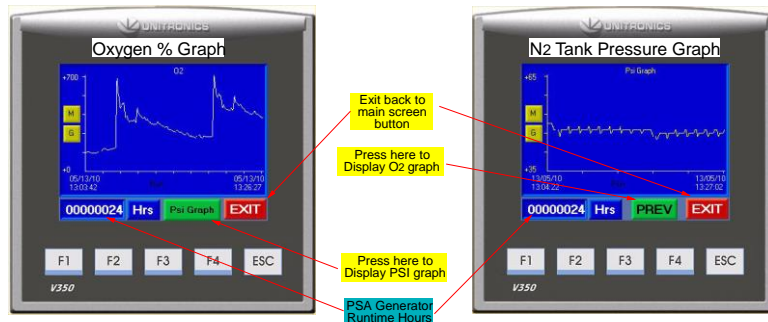 UNITRONICS
Oxygen % Graph
+700
O2
M
G
+0
05/13/10
13:03:42
05/13/10
13:26:27
00000024
Hrs
Psi Graph
EXIT
F1
F2
F3
F4
ESC
V350
Exit back to
main screen
button
Press here to
Display O2 graph
Press here to
Display PSI graph
PSA Generator
Runtime Hours
UNITRONICS
N2 Tank Pressure Graph
+65
Psi Graph
M
G
+35
13/05/10
13:04:22
13/05/10
13:27:02
00000024
Hrs
PREV
EXIT
F1
F2
F3
F4
ESC
V350